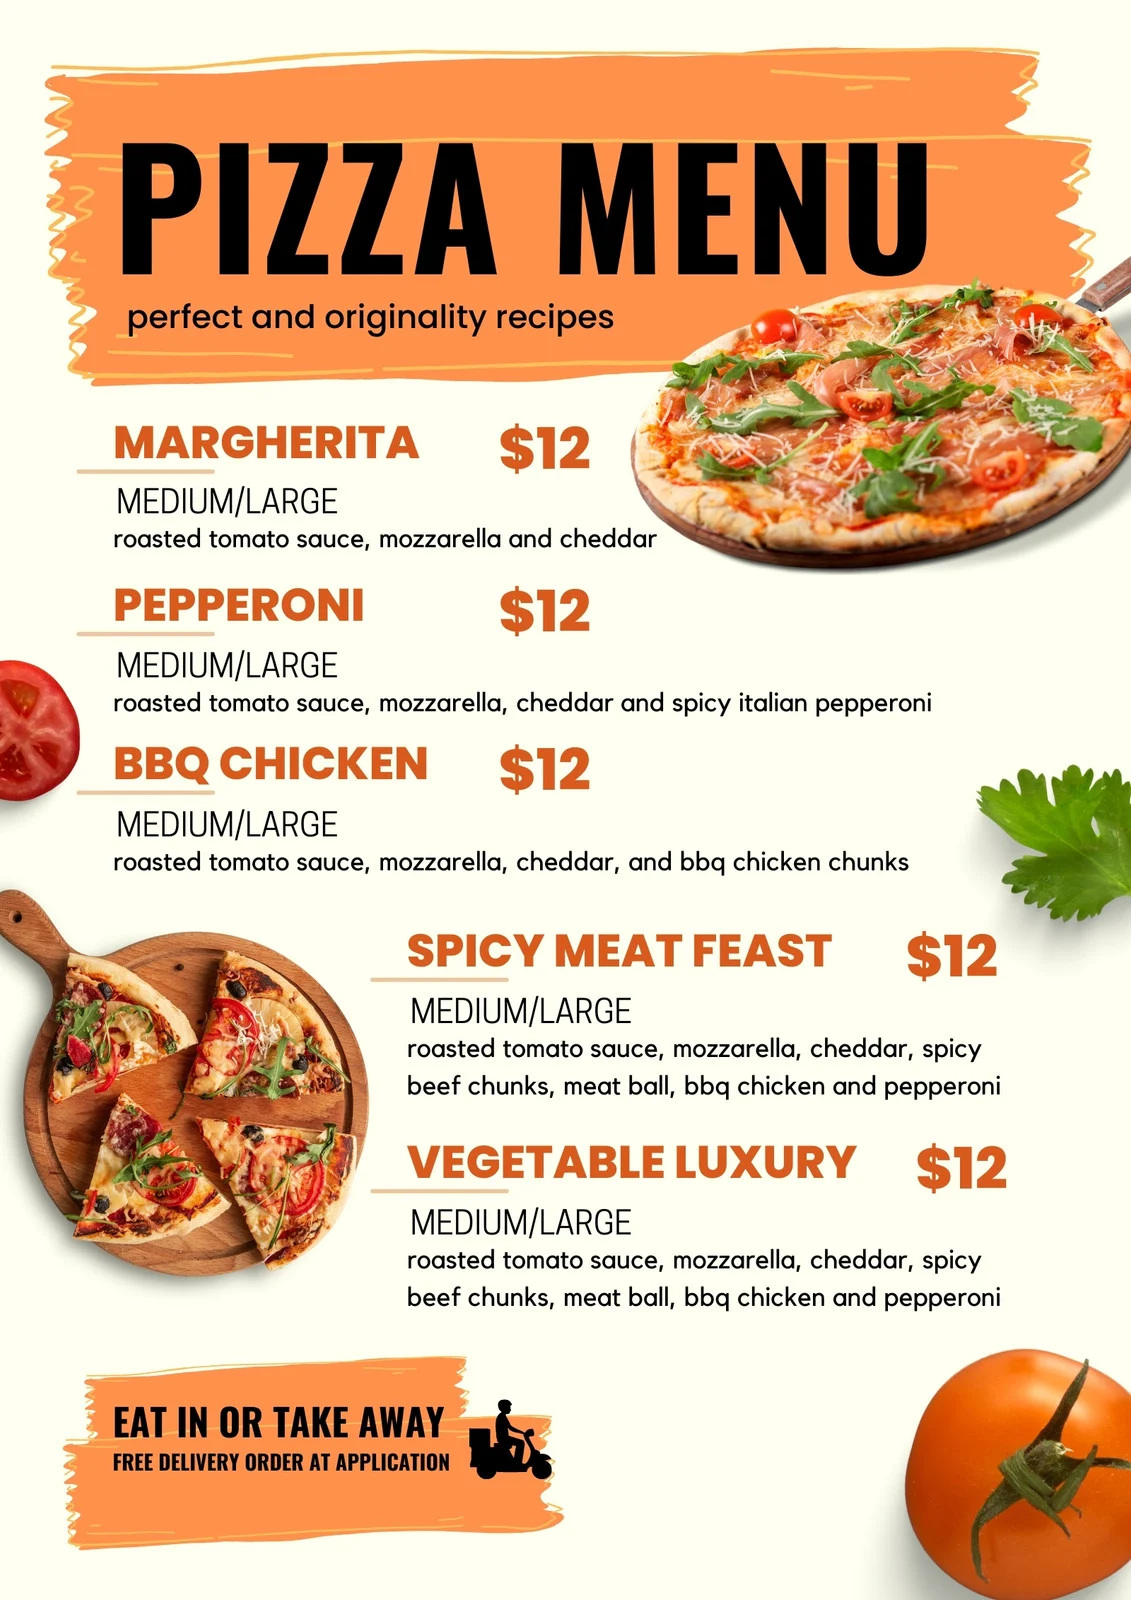 PIZZA MENU
perfect and originality recipes
MARGHERITA $12
MEDIUM/LARGE
roasted tomato sauce, mozzarella and cheddar
PEPPERONI $12
MEDIUM/LARGE
roasted tomato sauce, mozzarella, cheddar and spicy italian pepperoni
BBQ CHICKEN $12
MEDIUM/LARGE
roasted tomato sauce, mozzarella, cheddar, and bbq chicken chunks
SPICY MEAT FEAST $12
MEDIUM/LARGE
roasted tomato sauce, mozzarella, cheddar, spicy
beef chunks, meat ball, bbq chicken and pepperoni
VEGETABLE LUXURY $12
MEDIUM/LARGE
roasted tomato sauce, mozzarella, cheddar, spicy
beef chunks, meat ball, bbq chicken and pepperoni
EAT IN OR TAKE AWAY
FREE DELIVERY ORDER AT APPLICATION